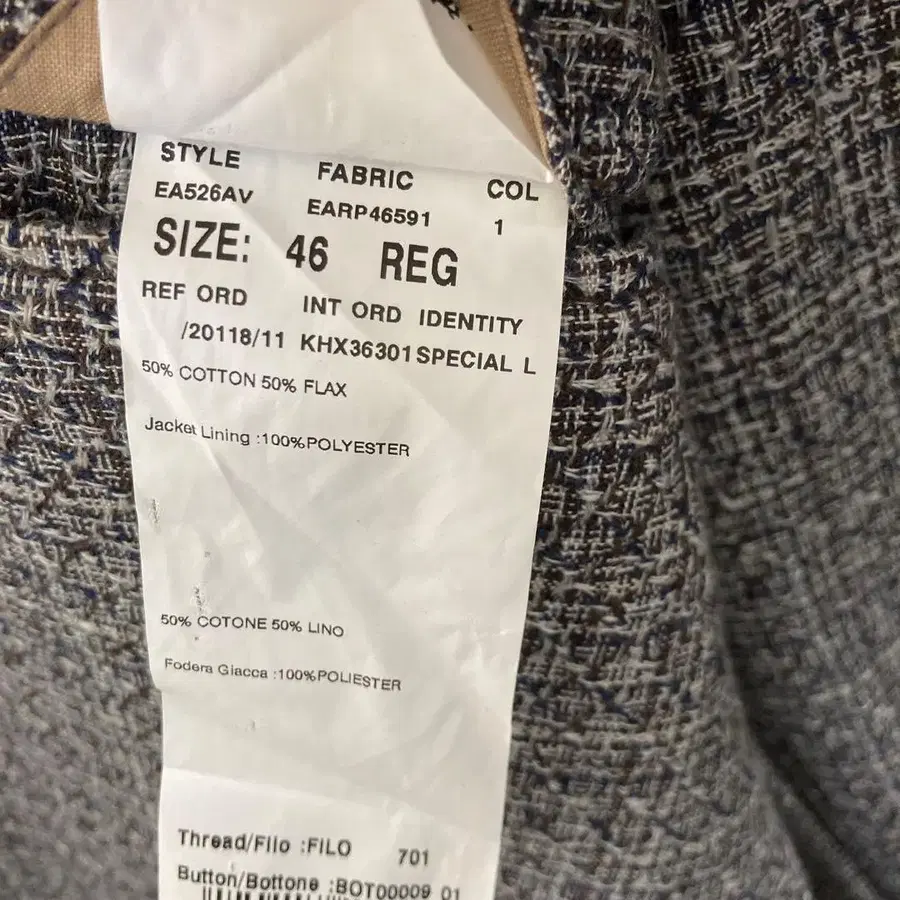 STYLE FABRIC COL
EA526AV EARP46591 1
SIZE: 46 REG
REF ORD INT ORD IDENTITY
/20118/11 KHX36301 SPECIAL L
50% COTTON 50% FLAX
Jacket Lining :100%POLYESTER
50% COTONE 50% LINO
Fodera Giacca :100%POLIESTER
Thread/Filo :FILO 701
Button/Bottone :BOT00009 01